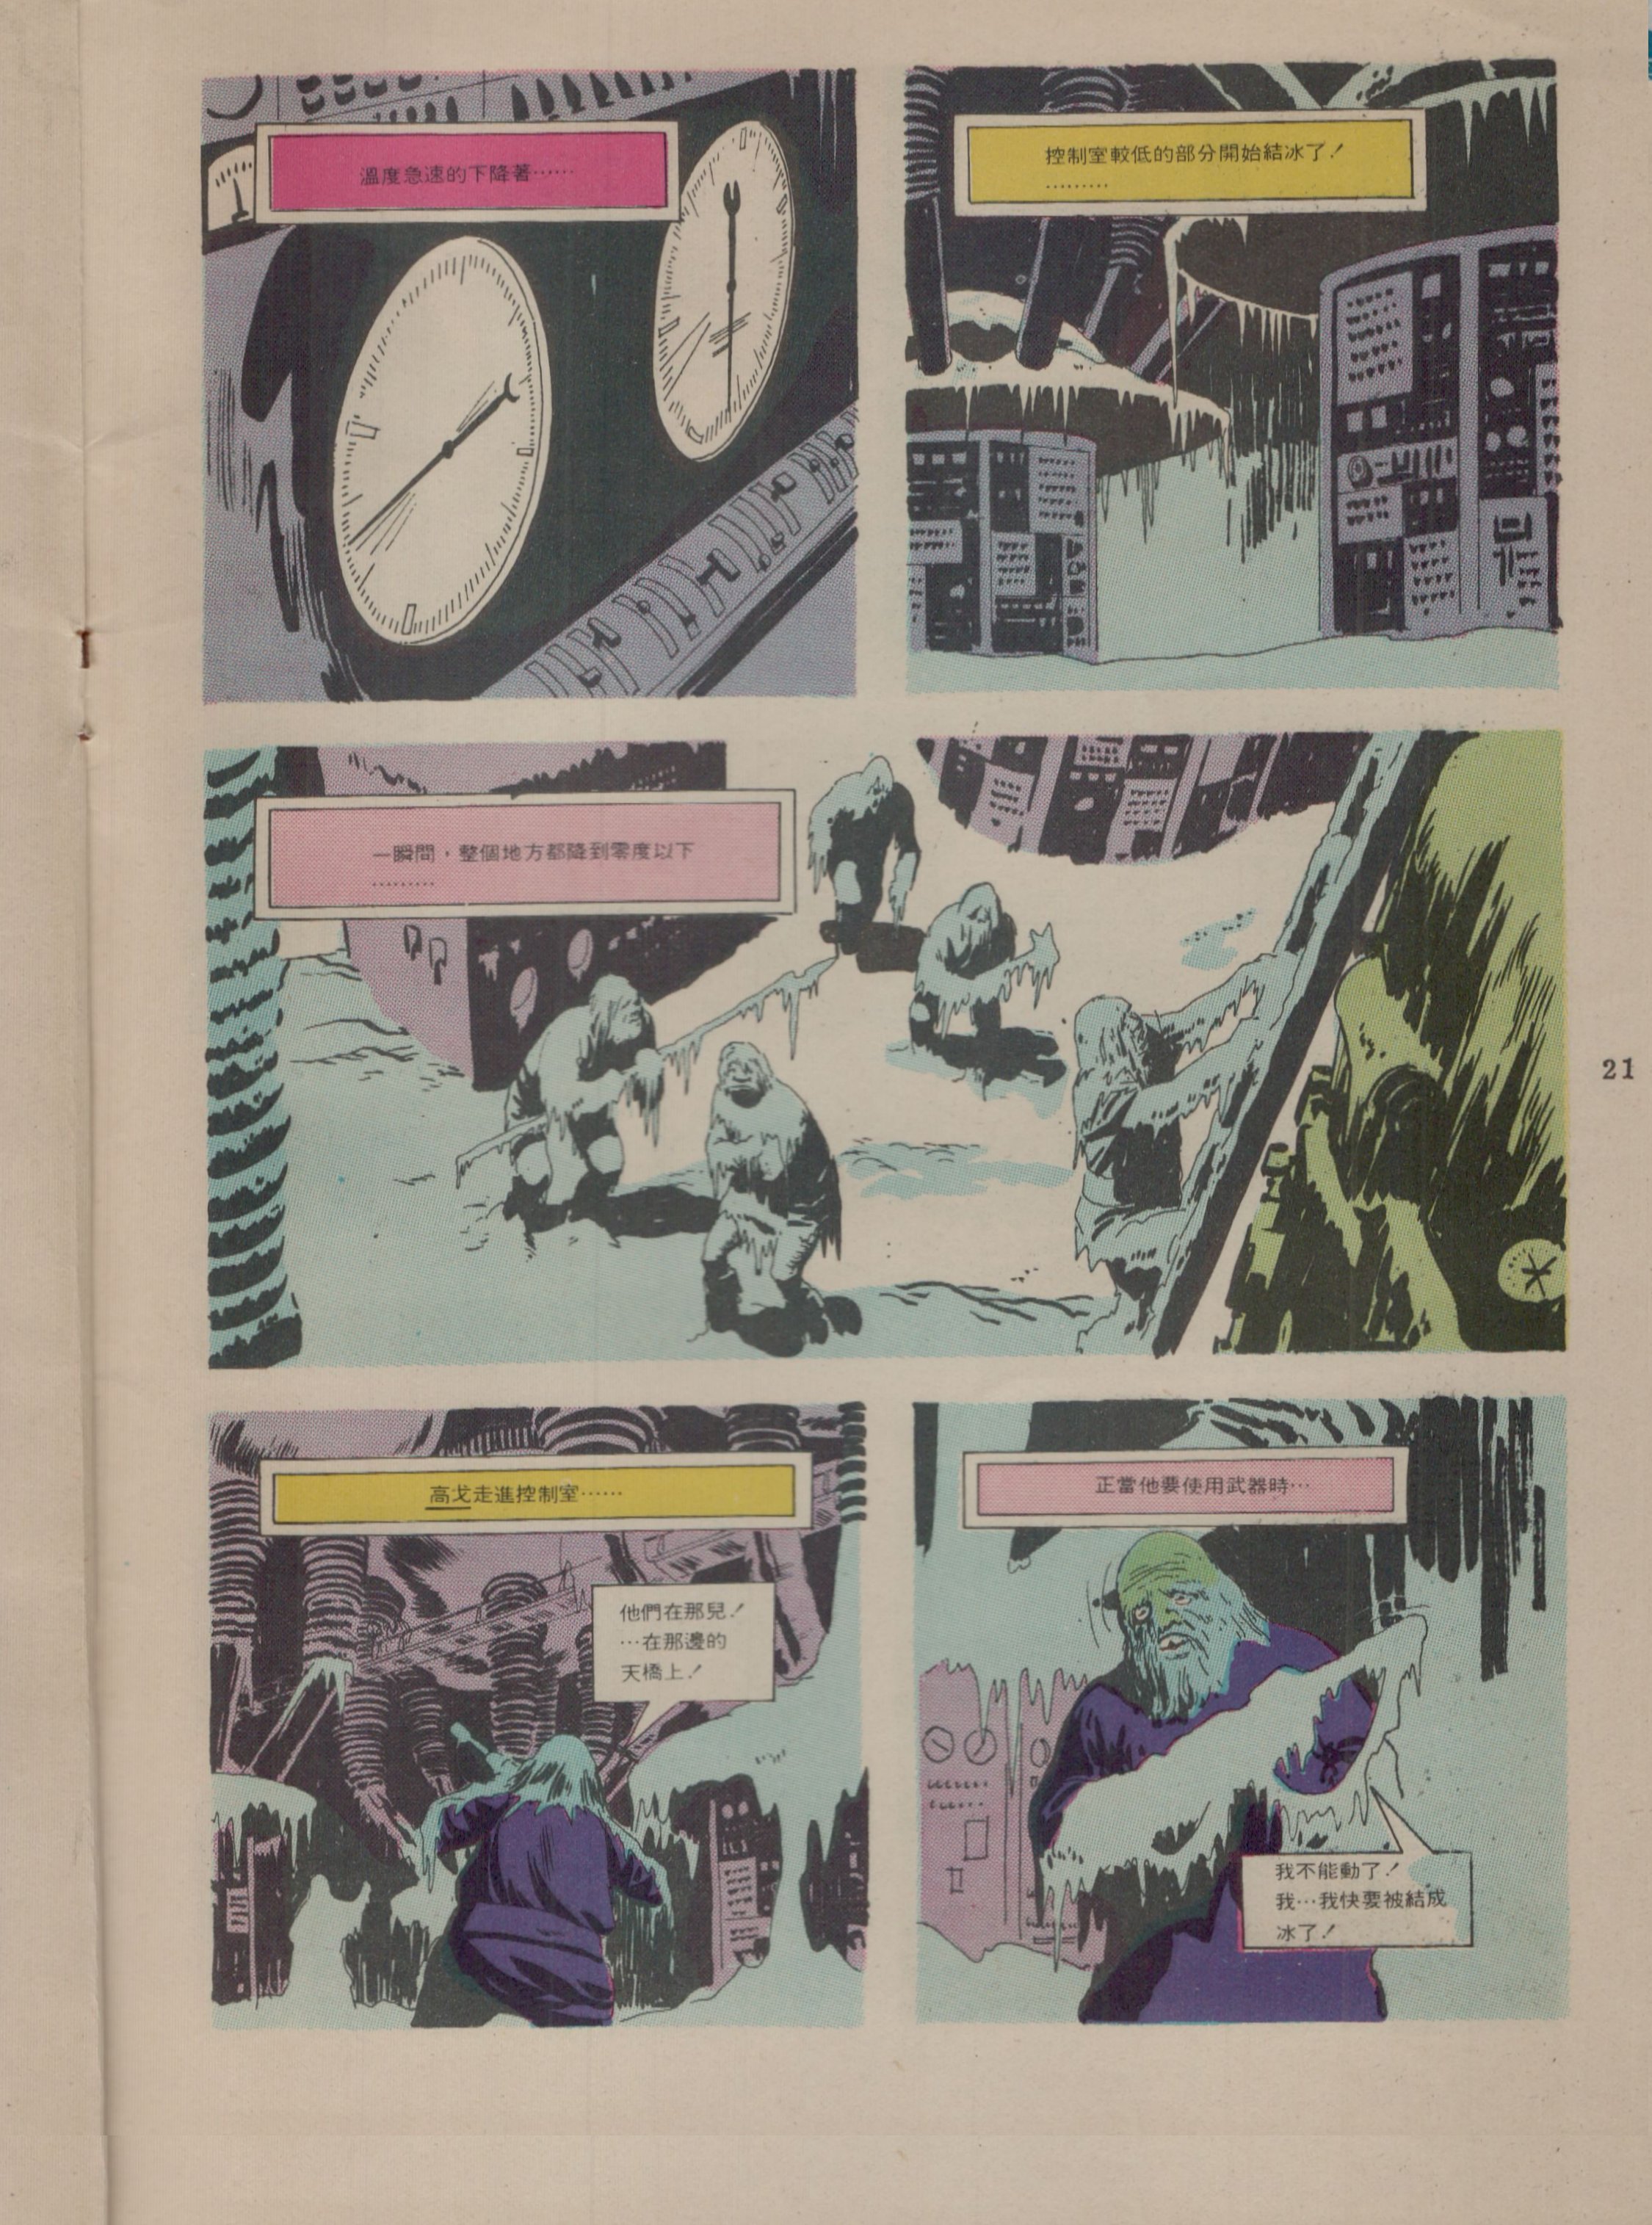 溫度急速的下降著……
控制室較低的部分開始結冰了！
………
一瞬間，整個地方都降到零度以下
………
21
高戈走進控制室……
他們在那兒！
…在那邊的
天橋上！
正當他要使用武器時…
我不能動了！
我…我快要被結成
冰了！